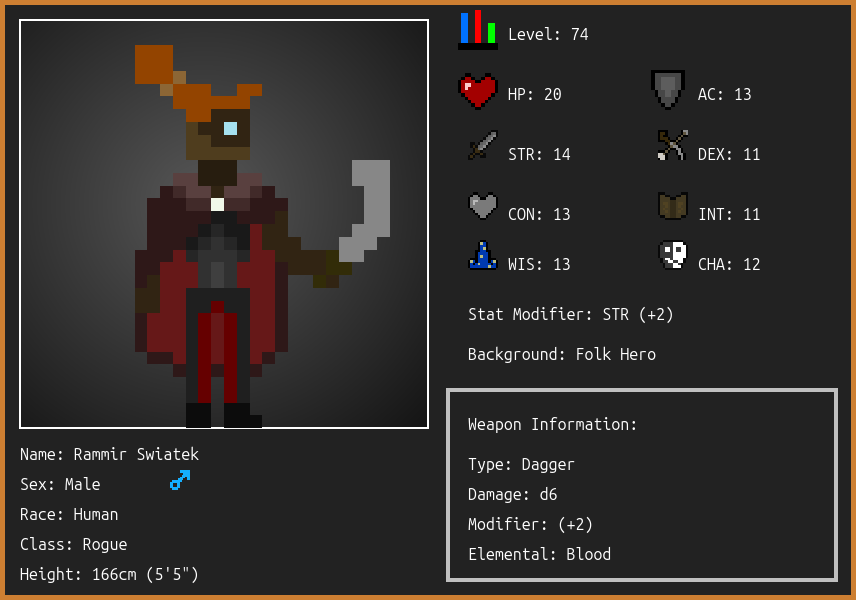 Level: 74
HP: 20
AC: 13
STR: 14
DEX: 11
CON: 13
INT: 11
WIS: 13
CHA: 12
Stat Modifier: STR (+2)
Background: Folk Hero
Weapon Information:
Type: Dagger
Damage: d6
Modifier: (+2)
Elemental: Blood
Name: Rammir Swiatek
Sex: Male
Race: Human
Class: Rogue
Height: 166cm (5'5")